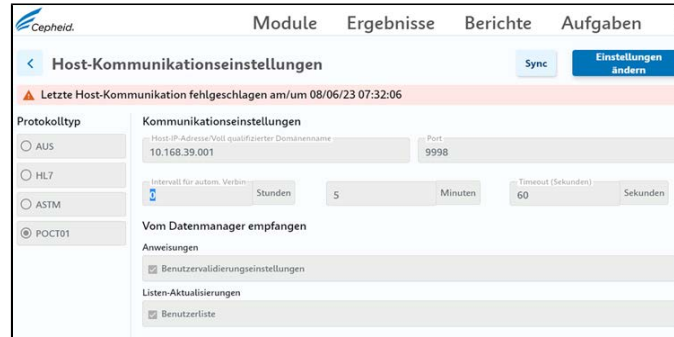 Cepheid.
Module Ergebnisse Berichte Aufgaben
Host-Kommunikationseinstellungen
Sync
Einstellungen
ändern
Letzte Host-Kommunikation fehlgeschlagen am/um 08/06/23 07:32:06
Protokolltyp
AUS
HL7
ASTM
POCT01
Kommunikationseinstellungen
Host-IP-Adresse/Voll qualifizierter Domänenname
10.168.39.001
Port
9998
Intervall für autom. Verbin
0 Stunden
5 Minuten
Timeout (Sekunden)
60 Sekunden
Vom Datenmanager empfangen
Anweisungen
Benutzervalidierungseinstellungen
Listen-Aktualisierungen
Benutzerliste